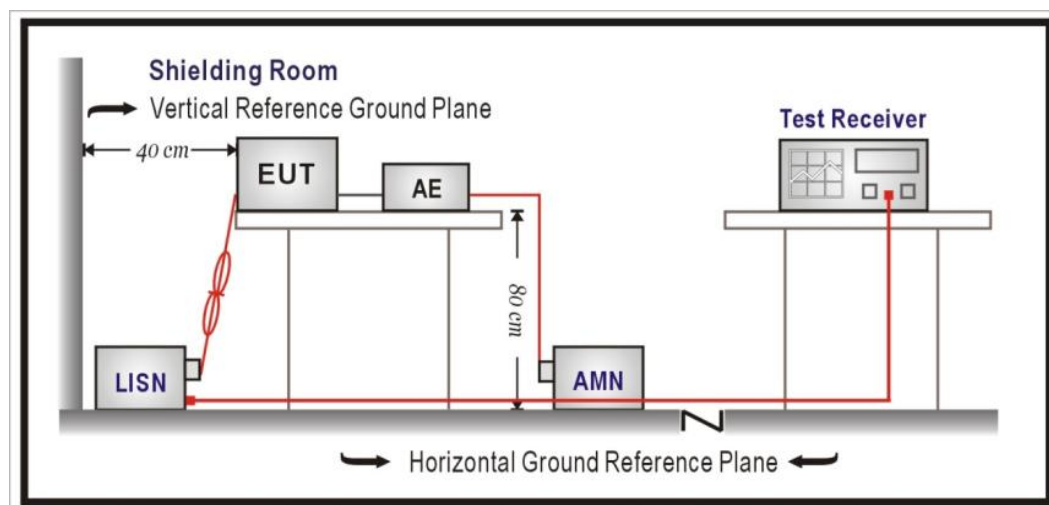 Shielding Room
Vertical Reference Ground Plane
Test Receiver
40 cm
EUT
AE
80 cm
LISN
AMN
Horizontal Ground Reference Plane